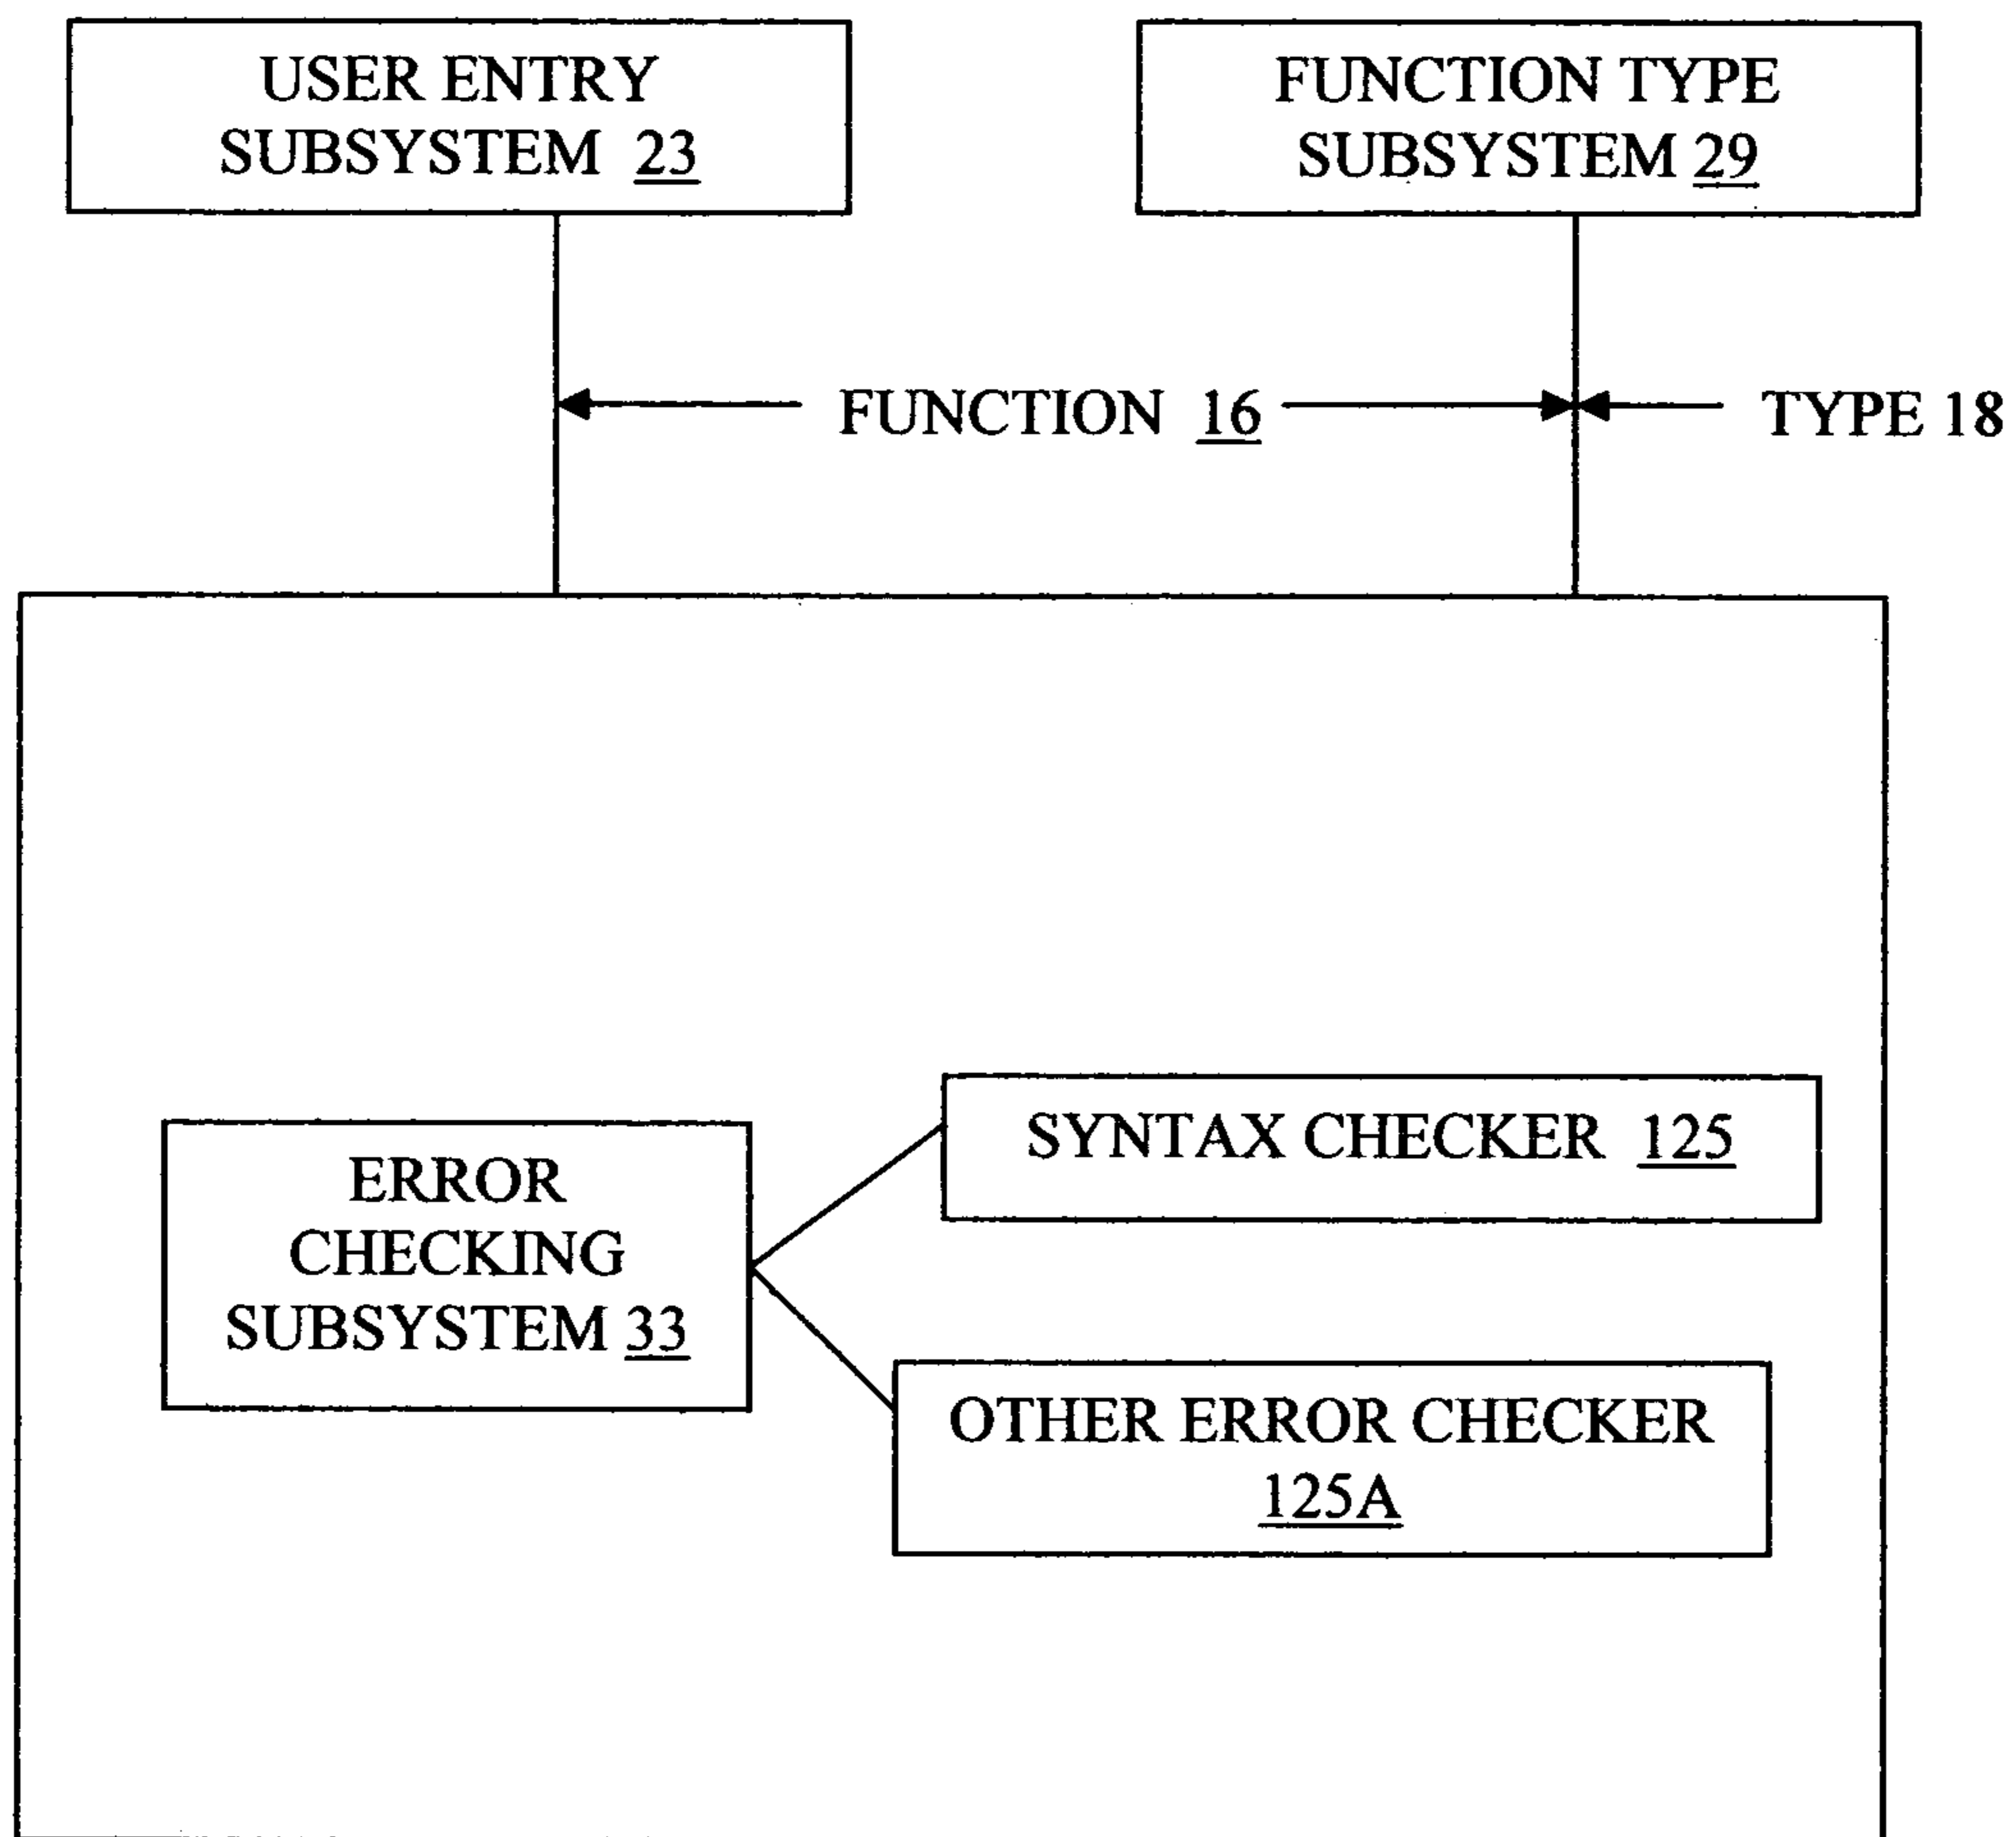 USER ENTRY
SUBSYSTEM 23
FUNCTION TYPE
SUBSYSTEM 29
FUNCTION 16
TYPE 18
ERROR
CHECKING
SUBSYSTEM 33
SYNTAX CHECKER 125
OTHER ERROR CHECKER
125A